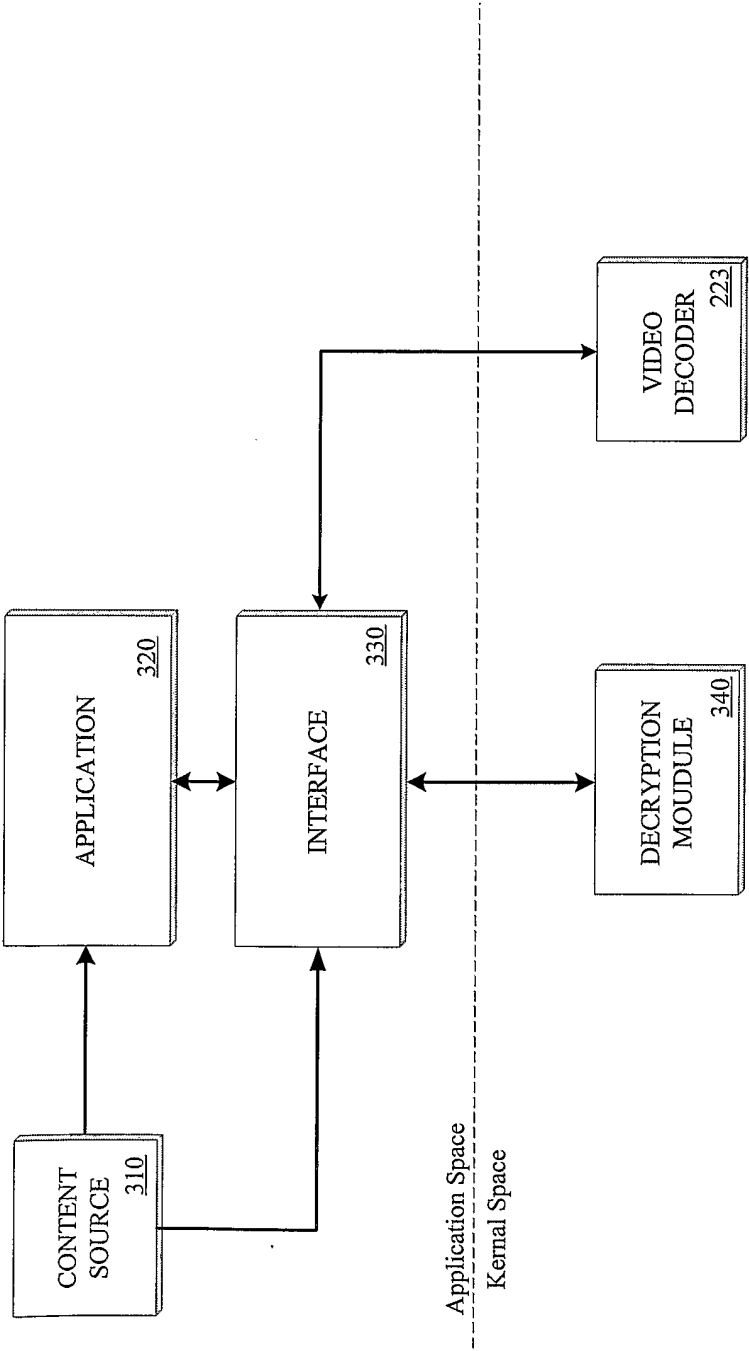 CONTENT
SOURCE
310
APPLICATION
320
INTERFACE
330
Application Space
Kernal Space
DECRYPTION
MOUDULE
340
VIDEO
DECODER
223